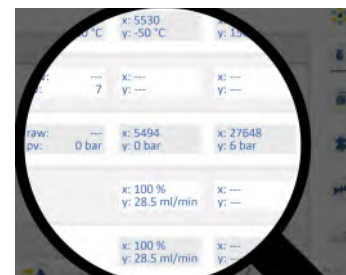 x: 5530
°C y: -50 °C y: 15
--- x: --- x: ---
7 y: --- y: ---
raw: --- x: 5494 x: 27648
pv: 0 bar y: 0 bar y: 6 bar
x: 100 % x: ---
y: 28.5 ml/min y: ---
x: 100 % x: ---
y: 28.5 ml/min y: ---